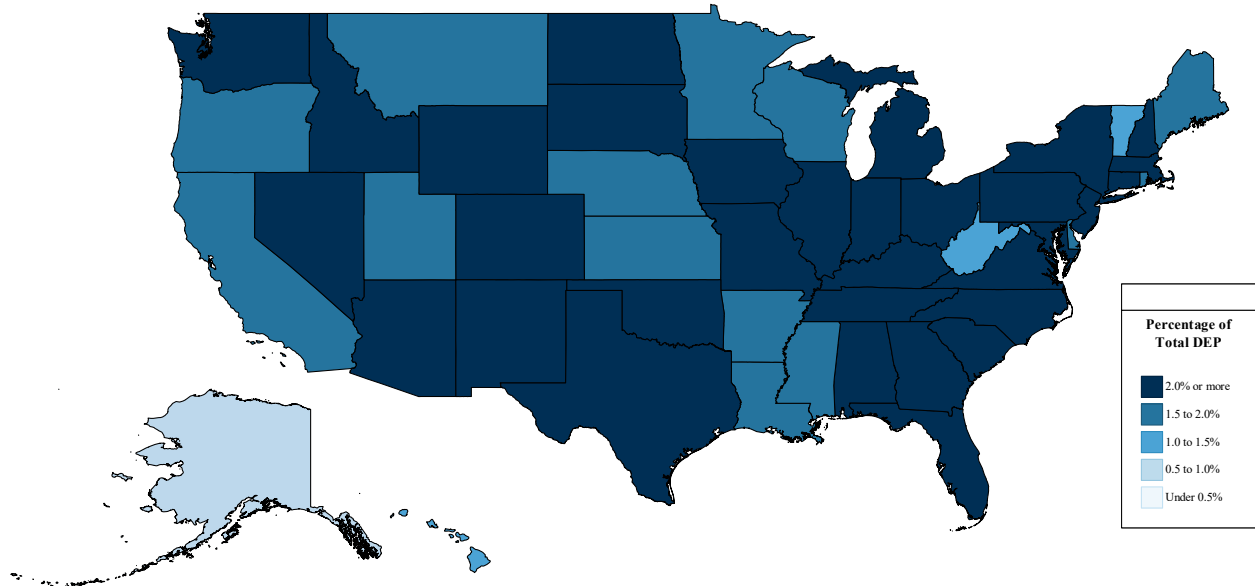 Percentage of
Total DEP
2.0% or more
1.5 to 2.0%
1.0 to 1.5%
0.5 to 1.0%
Under 0.5%